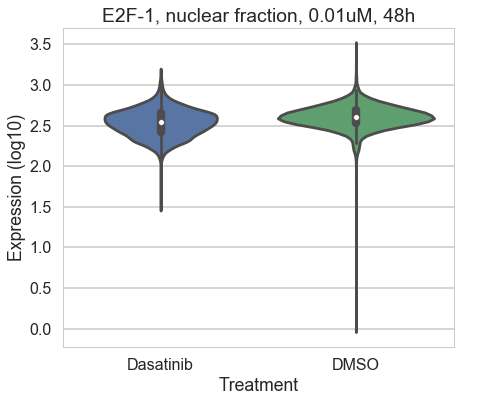 E2F-1, nuclear fraction, 0.01uM, 48h
3.5
3.0
2.5
2.0
1.5
1.0
0.5
0.0
Expression (log10)
Dasatinib DMSO
Treatment